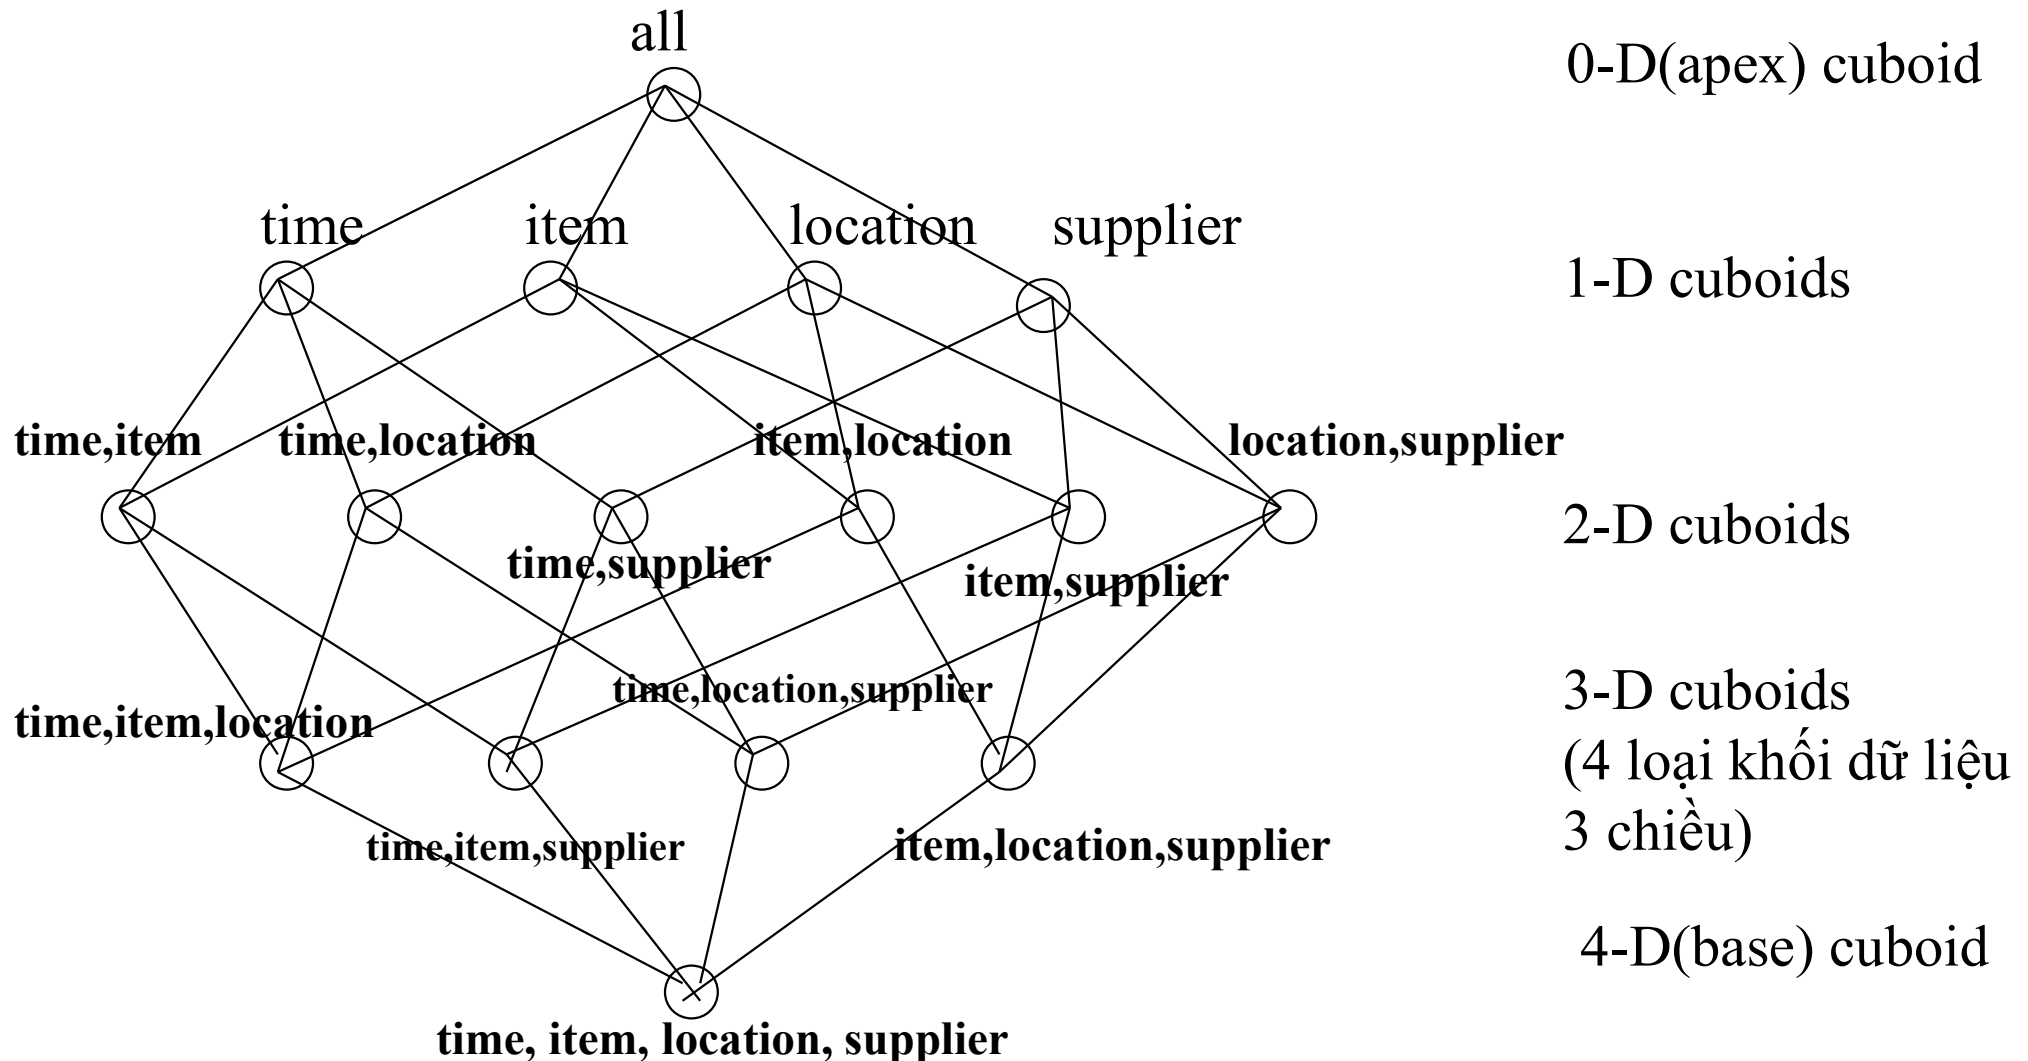 all
0-D(apex) cuboid
time
item
location
supplier
1-D cuboids
time,item
time,location
item,location
location,supplier
2-D cuboids
time,supplier
item,supplier
3-D cuboids
(4 loại khối dữ liệu
3 chiều)
time,location,supplier
time,item,location
time,item,supplier
item,location,supplier
4-D(base) cuboid
time, item, location, supplier